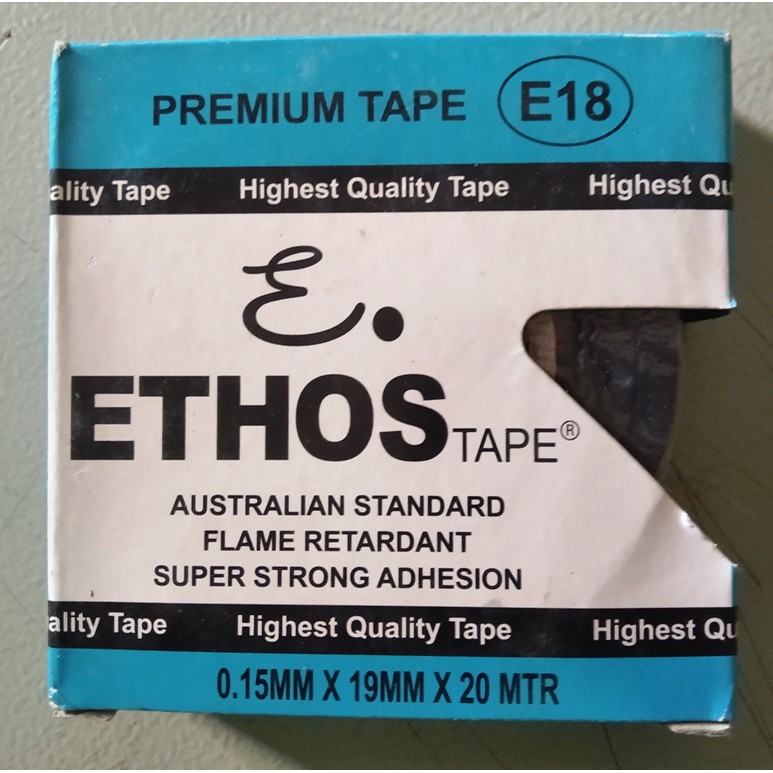 PREMIUM TAPE E18
ality Tape Highest Quality Tape Highest Qu
E.
ETHOS TAPE®
AUSTRALIAN STANDARD
FLAME RETARDANT
SUPER STRONG ADHESION
ality Tape Highest Quality Tape Highest Qu
0.15MM X 19MM X 20 MTR